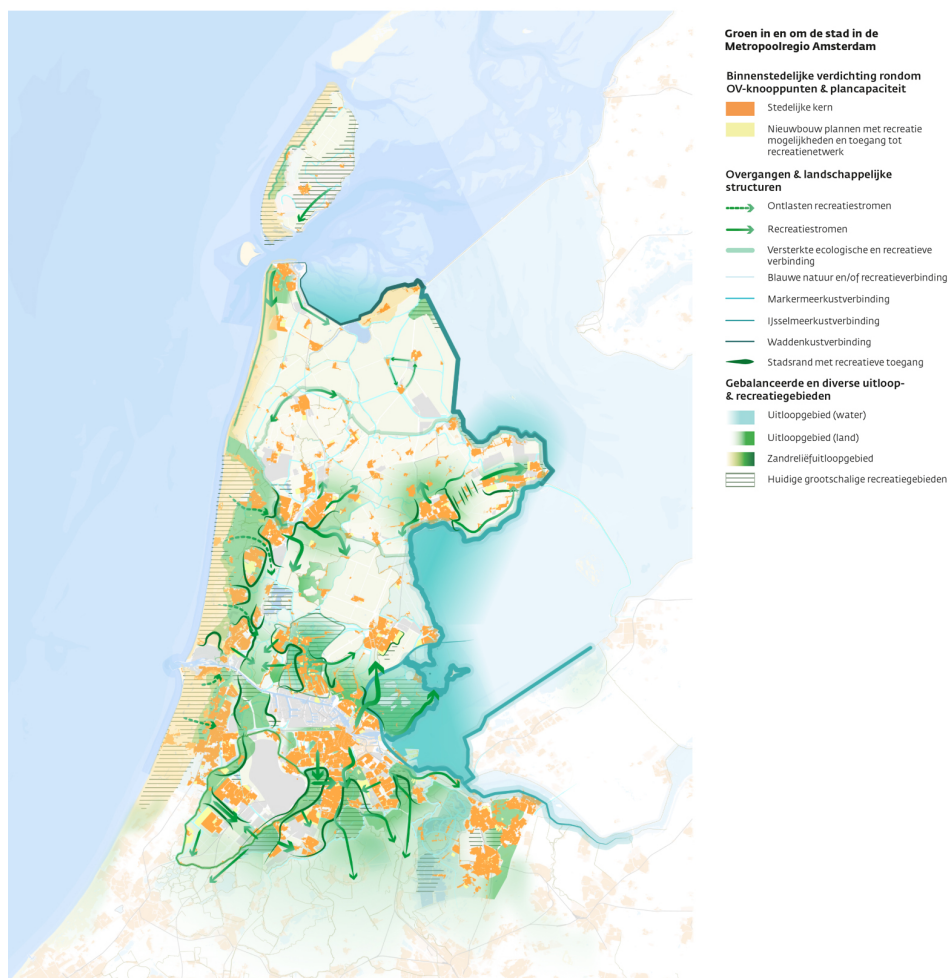 Groen in en om de stad in de
Metropoolregio Amsterdam
Binnenstedelijke verdichting rondom
OV-knooppunten & plancapaciteit
Stedelijke kern
Nieuwbouw plannen met recreatie
mogelijkheden en toegang tot
recreatienetwerk
Overgangen & landschappelijke
structuren
Ontlasten recreatiestromen
Recreatiestromen
Versterkte ecologische en recreatieve
verbinding
Blauwe natuur en/of recreatieverbinding
Markermeerkustverbinding
IJsselmeerkustverbinding
Waddenkustverbinding
Stadsrand met recreatieve toegang
Gebalanceerde en diverse uitloop-
& recreatiegebieden
Uitloopgebied (water)
Uitloopgebied (land)
Zandreliëfuitloopgebied
Huidige grootschalige recreatiegebieden